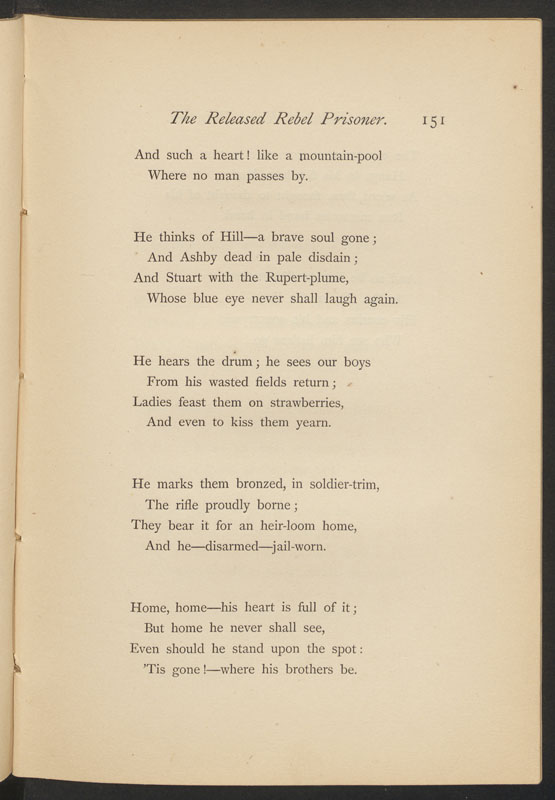 The Released Rebel Prisoner. 151
And such a heart! like a mountain-pool
Where no man passes by.
He thinks of Hill—a brave soul gone;
And Ashby dead in pale disdain;
And Stuart with the Rupert-plume,
Whose blue eye never shall laugh again.
He hears the drum; he sees our boys
From his wasted fields return;
Ladies feast them on strawberries,
And even to kiss them yearn.
He marks them bronzed, in soldier-trim,
The rifle proudly borne;
They bear it for an heir-loom home,
And he—disarmed—jail-worn.
Home, home—his heart is full of it;
But home he never shall see,
Even should he stand upon the spot:
'Tis gone!—where his brothers be.